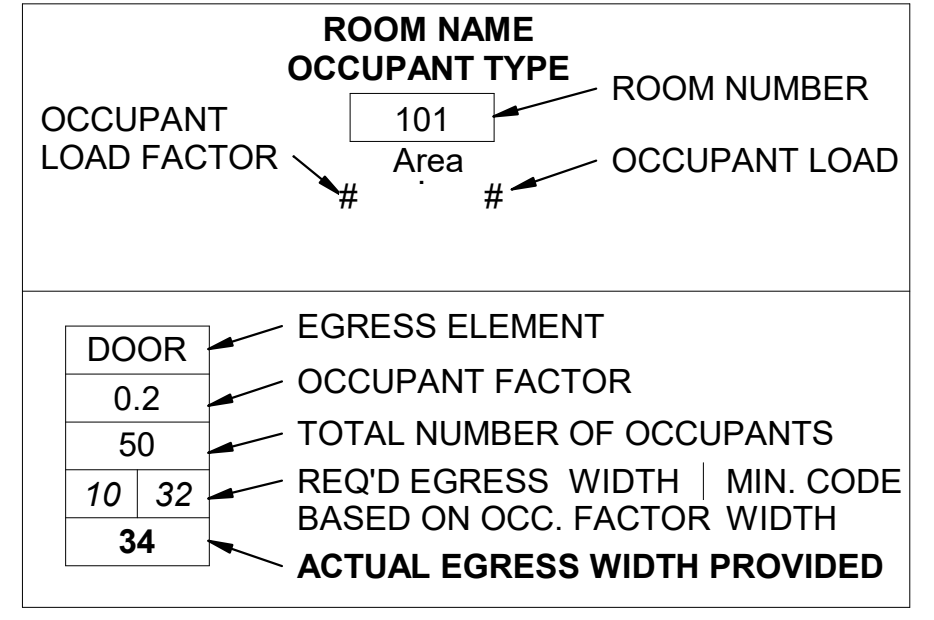 ROOM NAME
OCCUPANT TYPE
ROOM NUMBER
101
OCCUPANT
LOAD FACTOR
Area
OCCUPANT LOAD
# #
DOOR
EGRESS ELEMENT
0.2
OCCUPANT FACTOR
50
TOTAL NUMBER OF OCCUPANTS
10 32
REQ'D EGRESS WIDTH | MIN. CODE
BASED ON OCC. FACTOR WIDTH
34
ACTUAL EGRESS WIDTH PROVIDED